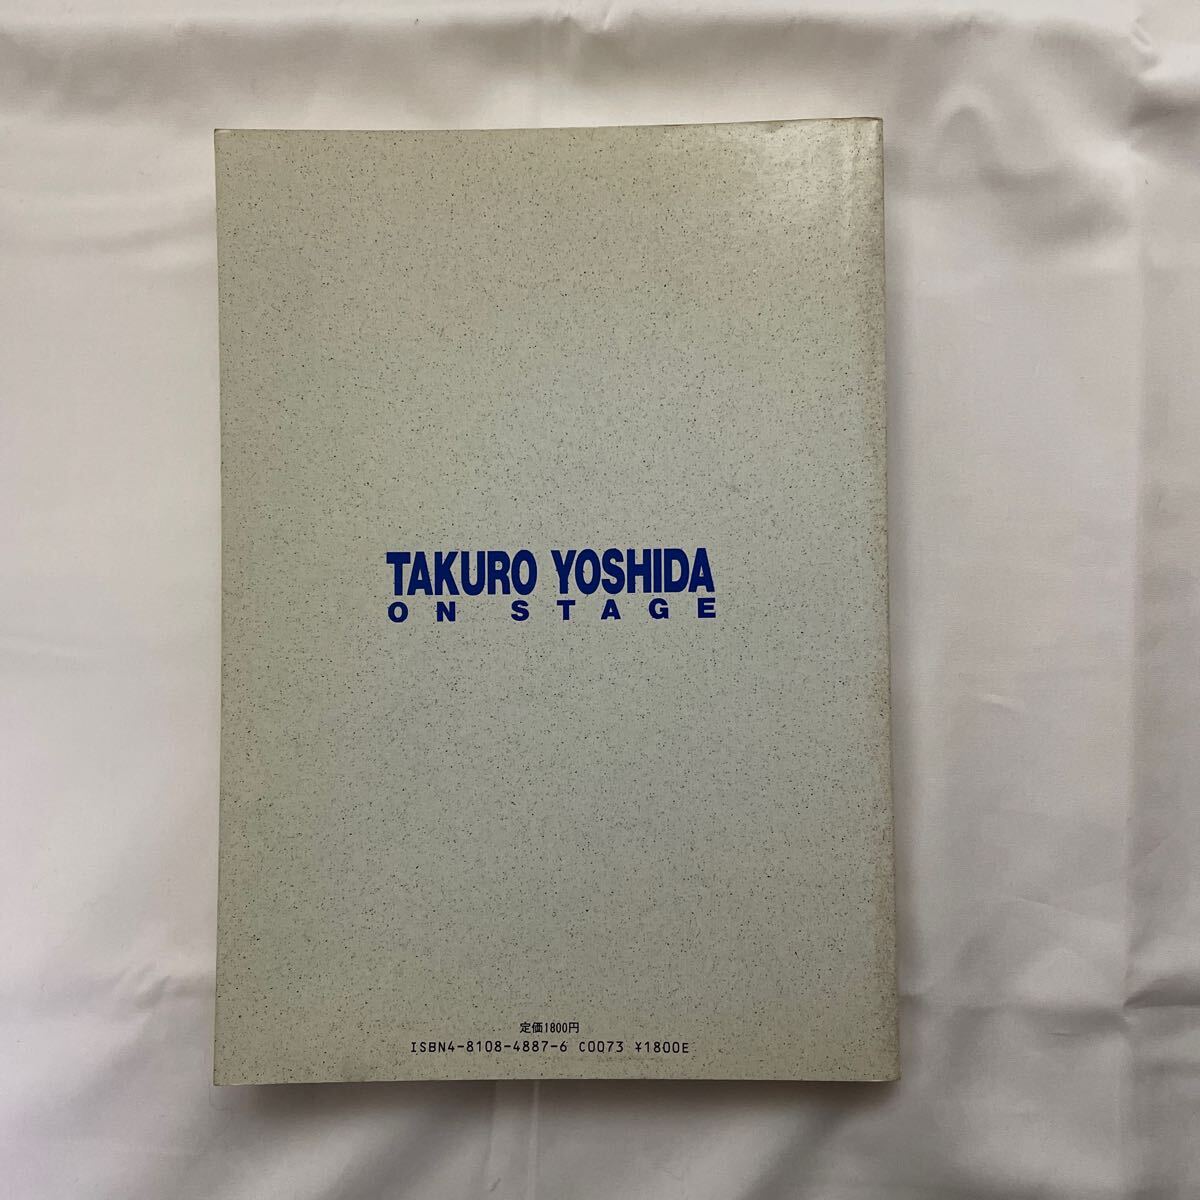 TAKURO YOSHIDA
ON STAGE
定価1800円
ISBN4-8108-4887-6 C0073 ¥1800E